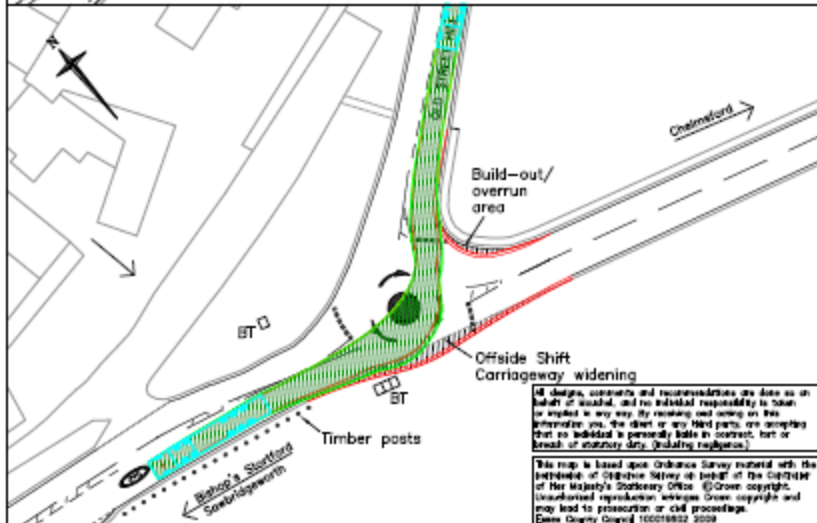 N
OLD STREET HILL
Chelmsford
Build-out/
overrun
area
BT
Offside Shift
Carriageway widening
BT
Timber posts
Bishop's Stortford
Sawbridgeworth
All designs, comments and recommendations are done so on
behalf of and no individual responsibility is taken
or implied in any way. By receiving and acting on this
information you, the client or any third party, are accepting
that no individual is personally liable in contract, tort or
breach of statutory duty. (including negligence.)
This map is based upon Ordnance Survey material with the
permission of Ordnance Survey on behalf of the Controller
of Her Majesty's Stationery Office ©Crown copyright.
Unauthorised reproduction infringes Crown copyright and
may lead to prosecution or civil proceedings.
Essex County Council